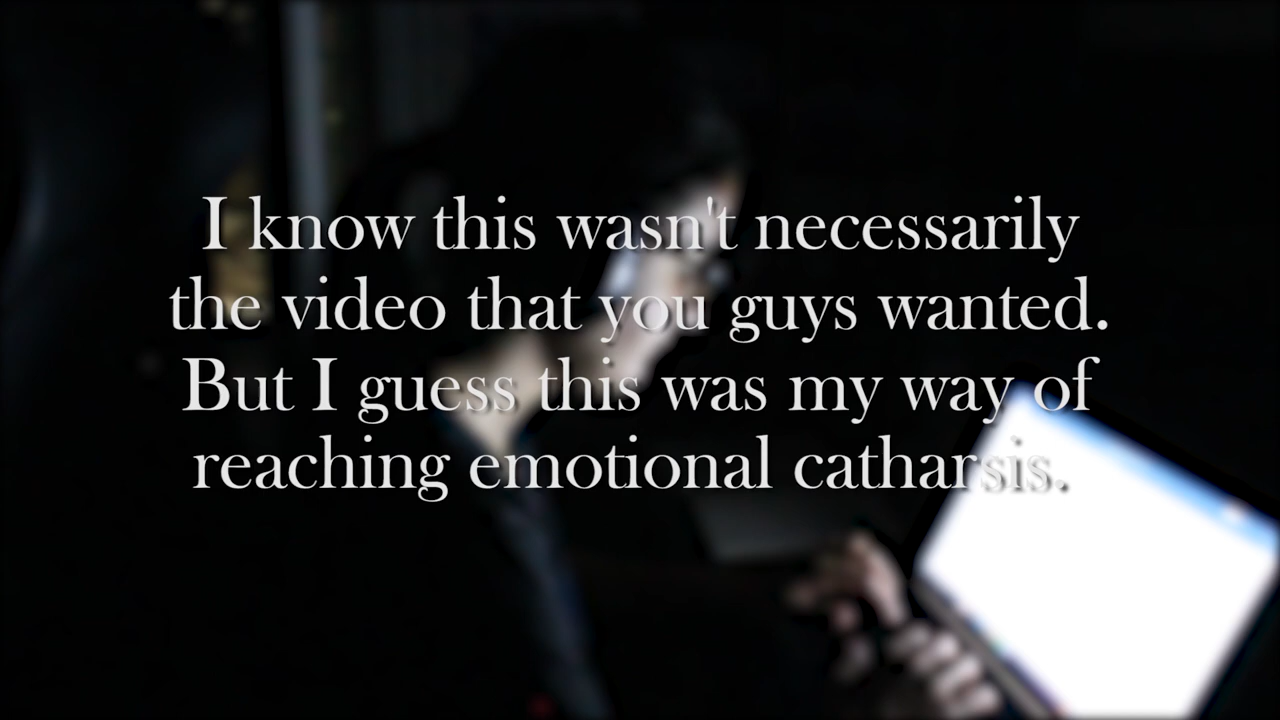 I know this wasn't necessarily
the video that you guys wanted.
But I guess this was my way of
reaching emotional catharsis.